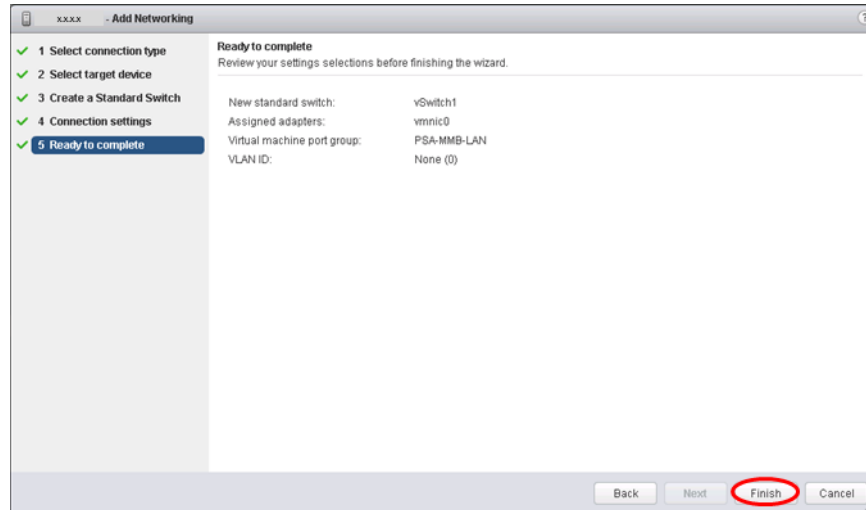 x.x.x.x - Add Networking
?
1 Select connection type
2 Select target device
3 Create a Standard Switch
4 Connection settings
5 Ready to complete
Ready to complete
Review your settings selections before finishing the wizard.
New standard switch: vSwitch1
Assigned adapters: vmnic0
Virtual machine port group: PSA-MMB-LAN
VLAN ID: None (0)
Back Next Finish Cancel